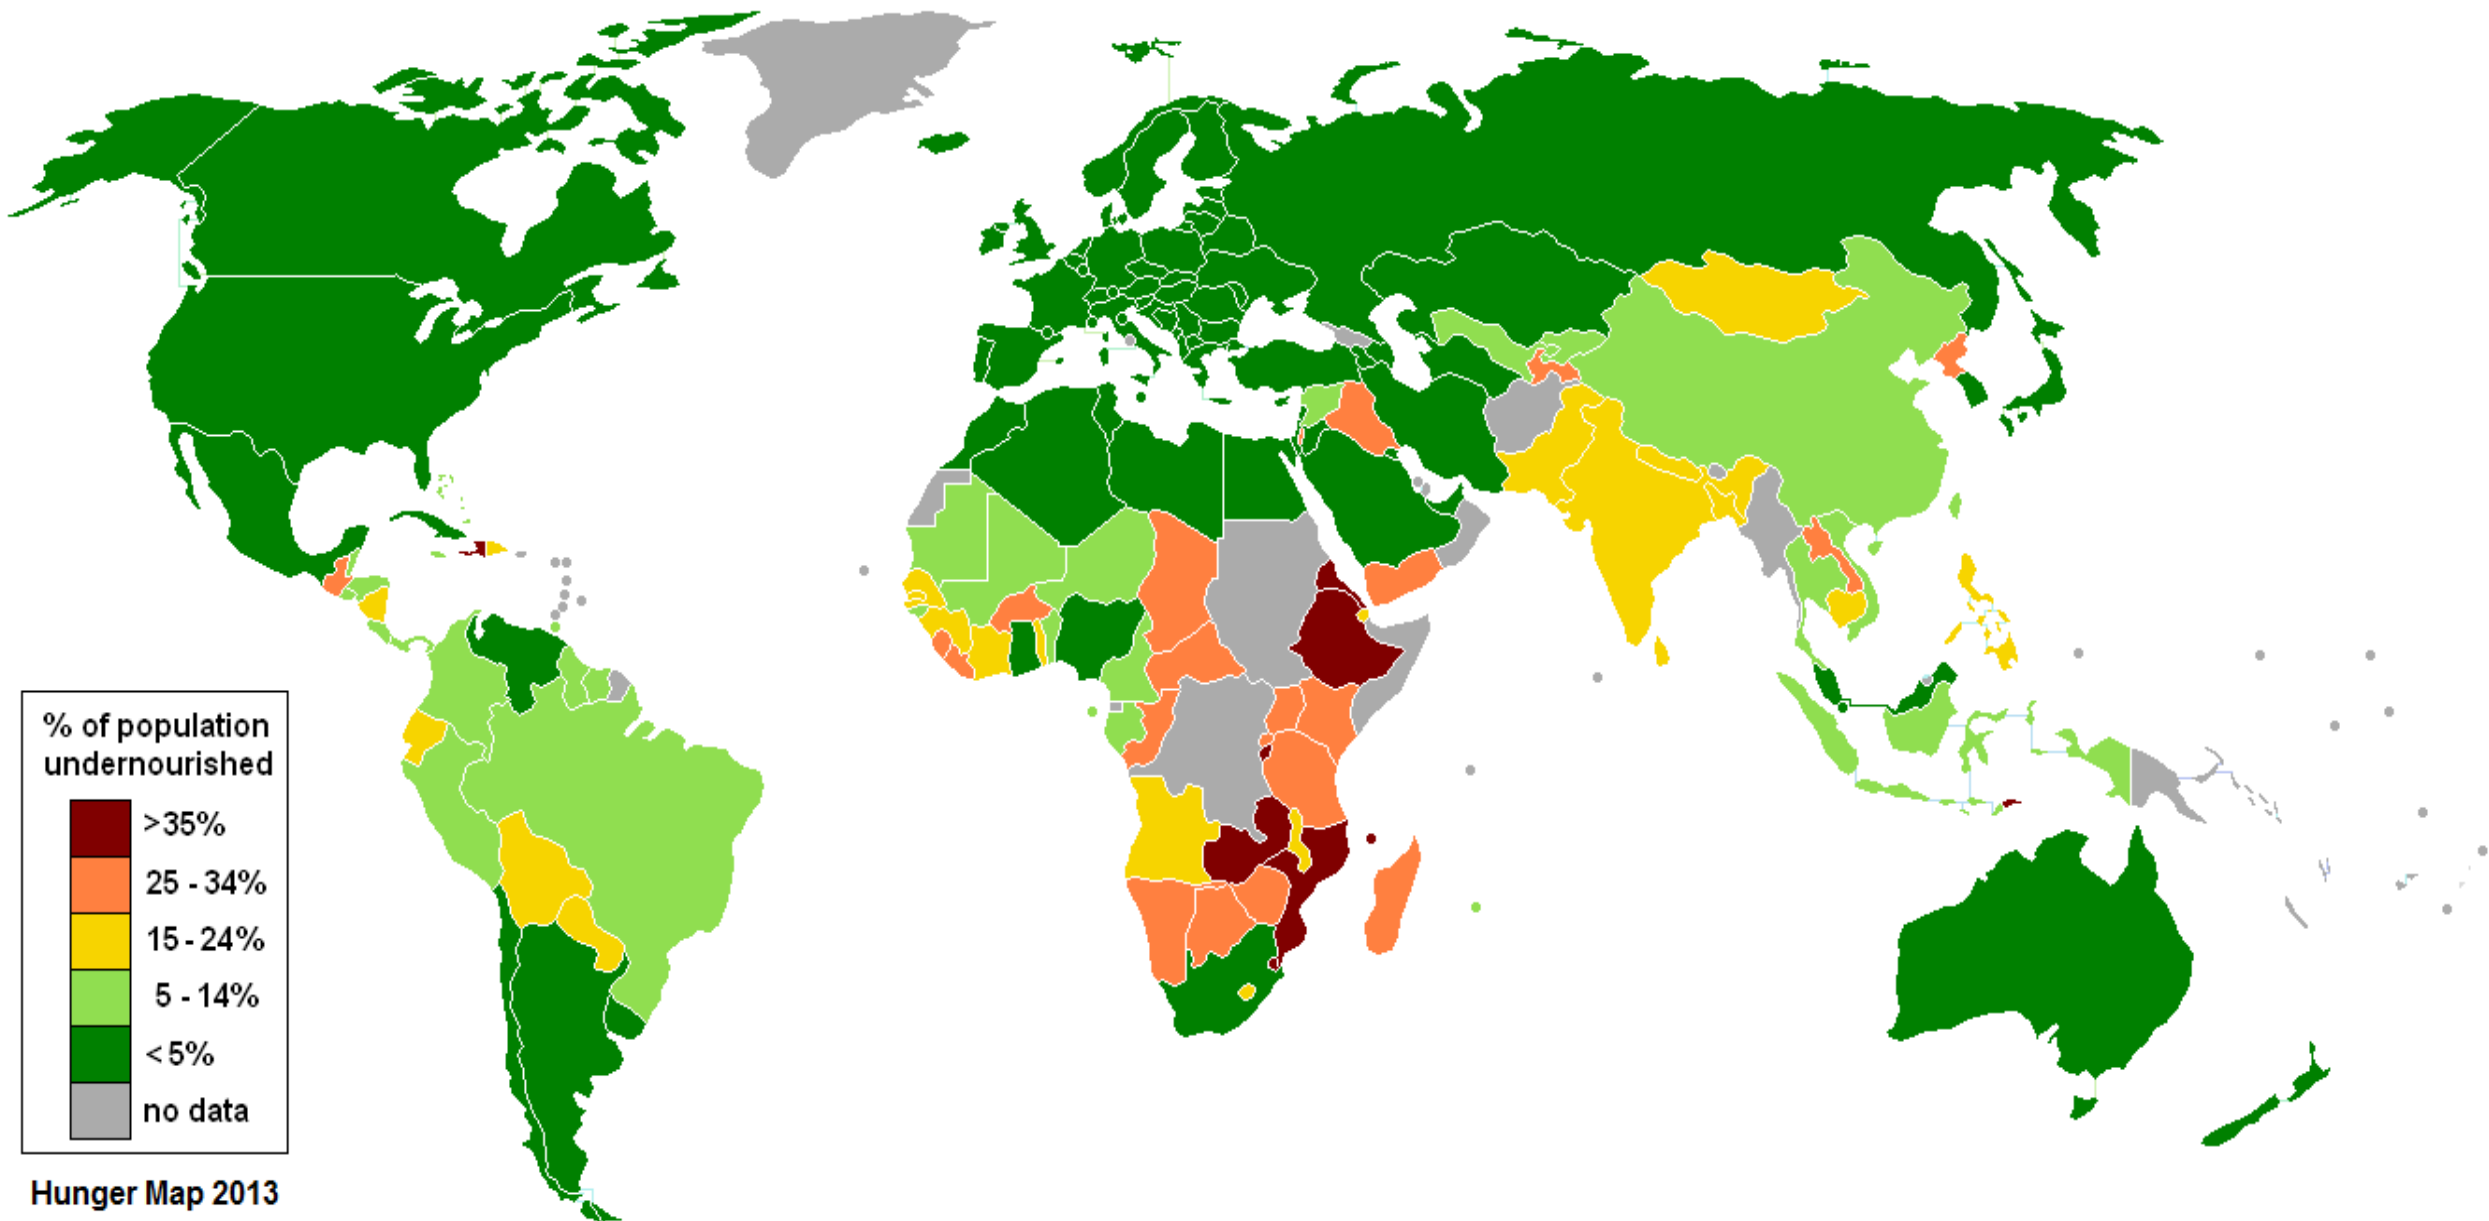 % of population
undernourished
>35%
25 - 34%
15 - 24%
5 - 14%
< 5%
no data
Hunger Map 2013